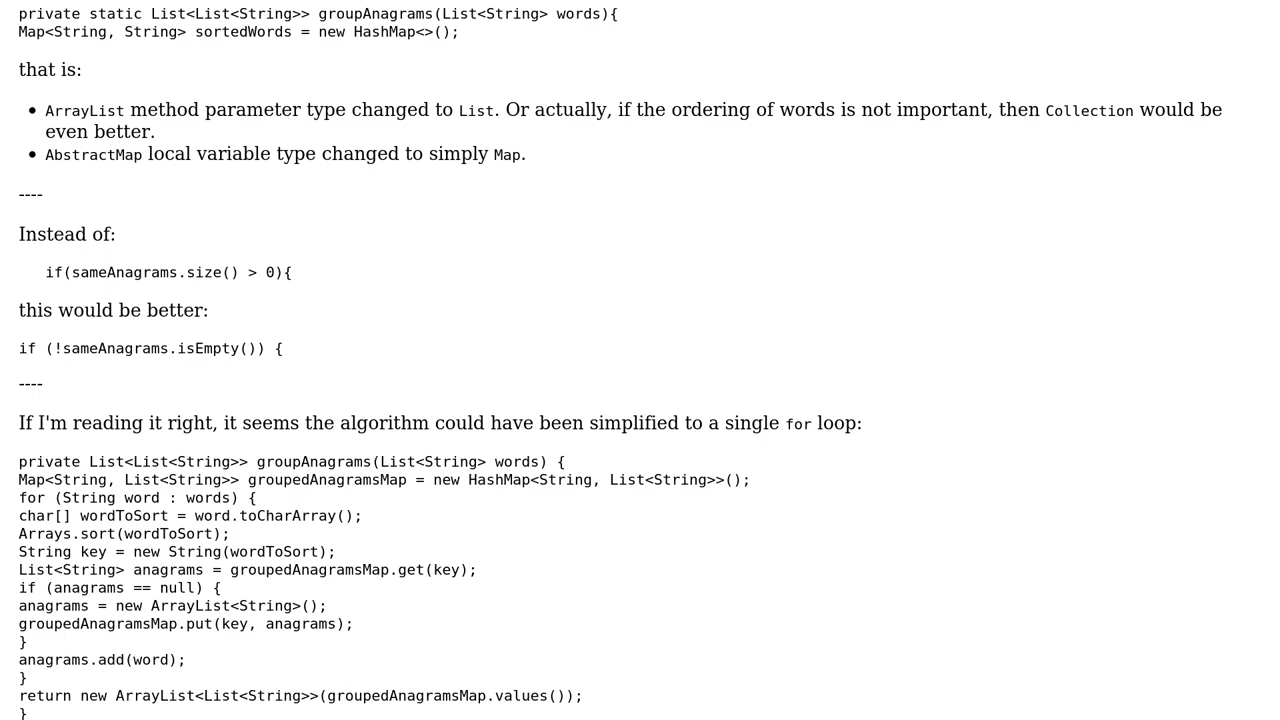 private static List<List<String>> groupAnagrams(List<String> words){
Map<String, String> sortedWords = new HashMap<>();
that is:
• ArrayList method parameter type changed to List. Or actually, if the ordering of words is not important, then Collection would be
even better.
• AbstractMap local variable type changed to simply Map.
----
Instead of:
if(sameAnagrams.size() > 0){
this would be better:
if (!sameAnagrams.isEmpty()) {
----
If I'm reading it right, it seems the algorithm could have been simplified to a single for loop:
private List<List<String>> groupAnagrams(List<String> words) {
Map<String, List<String>> groupedAnagramsMap = new HashMap<String, List<String>>();
for (String word : words) {
char[] wordToSort = word.toCharArray();
Arrays.sort(wordToSort);
String key = new String(wordToSort);
List<String> anagrams = groupedAnagramsMap.get(key);
if (anagrams == null) {
anagrams = new ArrayList<String>();
groupedAnagramsMap.put(key, anagrams);
}
anagrams.add(word);
}
return new ArrayList<List<String>>(groupedAnagramsMap.values());
}